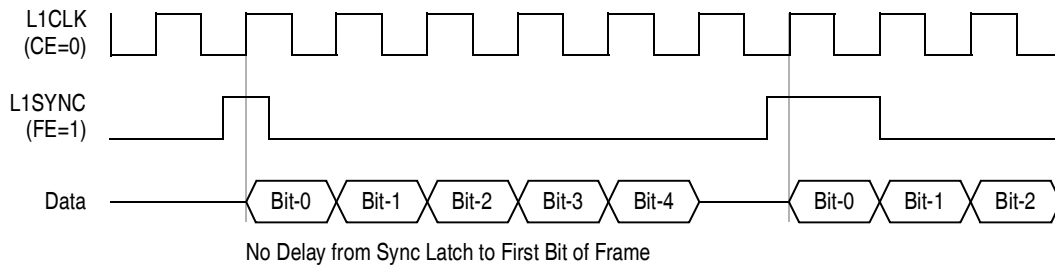 L1CLK
(CE=0)
L1SYNC
(FE=1)
Data
Bit-0 Bit-1 Bit-2 Bit-3 Bit-4 Bit-0 Bit-1 Bit-2
No Delay from Sync Latch to First Bit of Frame